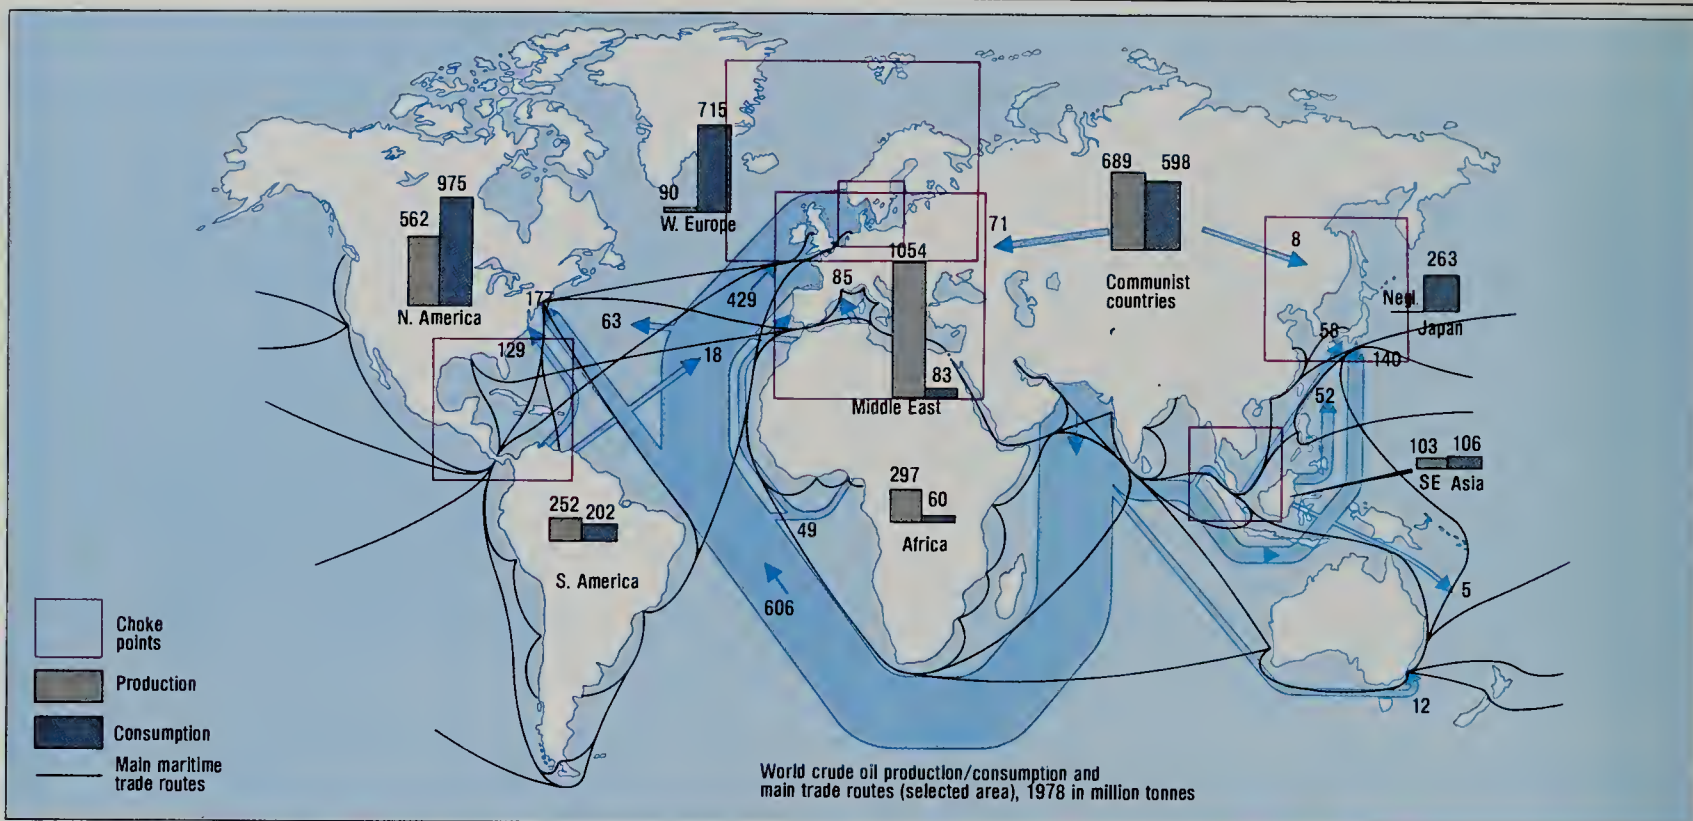 715
90
W. Europe
975
562
N. America
689 598
Communist
countries
71
8
263
Negl.
Japan
1054
85
83
Middle East
429
177
63
129
18
58
140
52
103 106
SE Asia
297
60
Africa
252
202
S. America
49
606
5
12
Choke
points
Production
Consumption
Main maritime
trade routes
World crude oil production/consumption and
main trade routes (selected area), 1978 in million tonnes